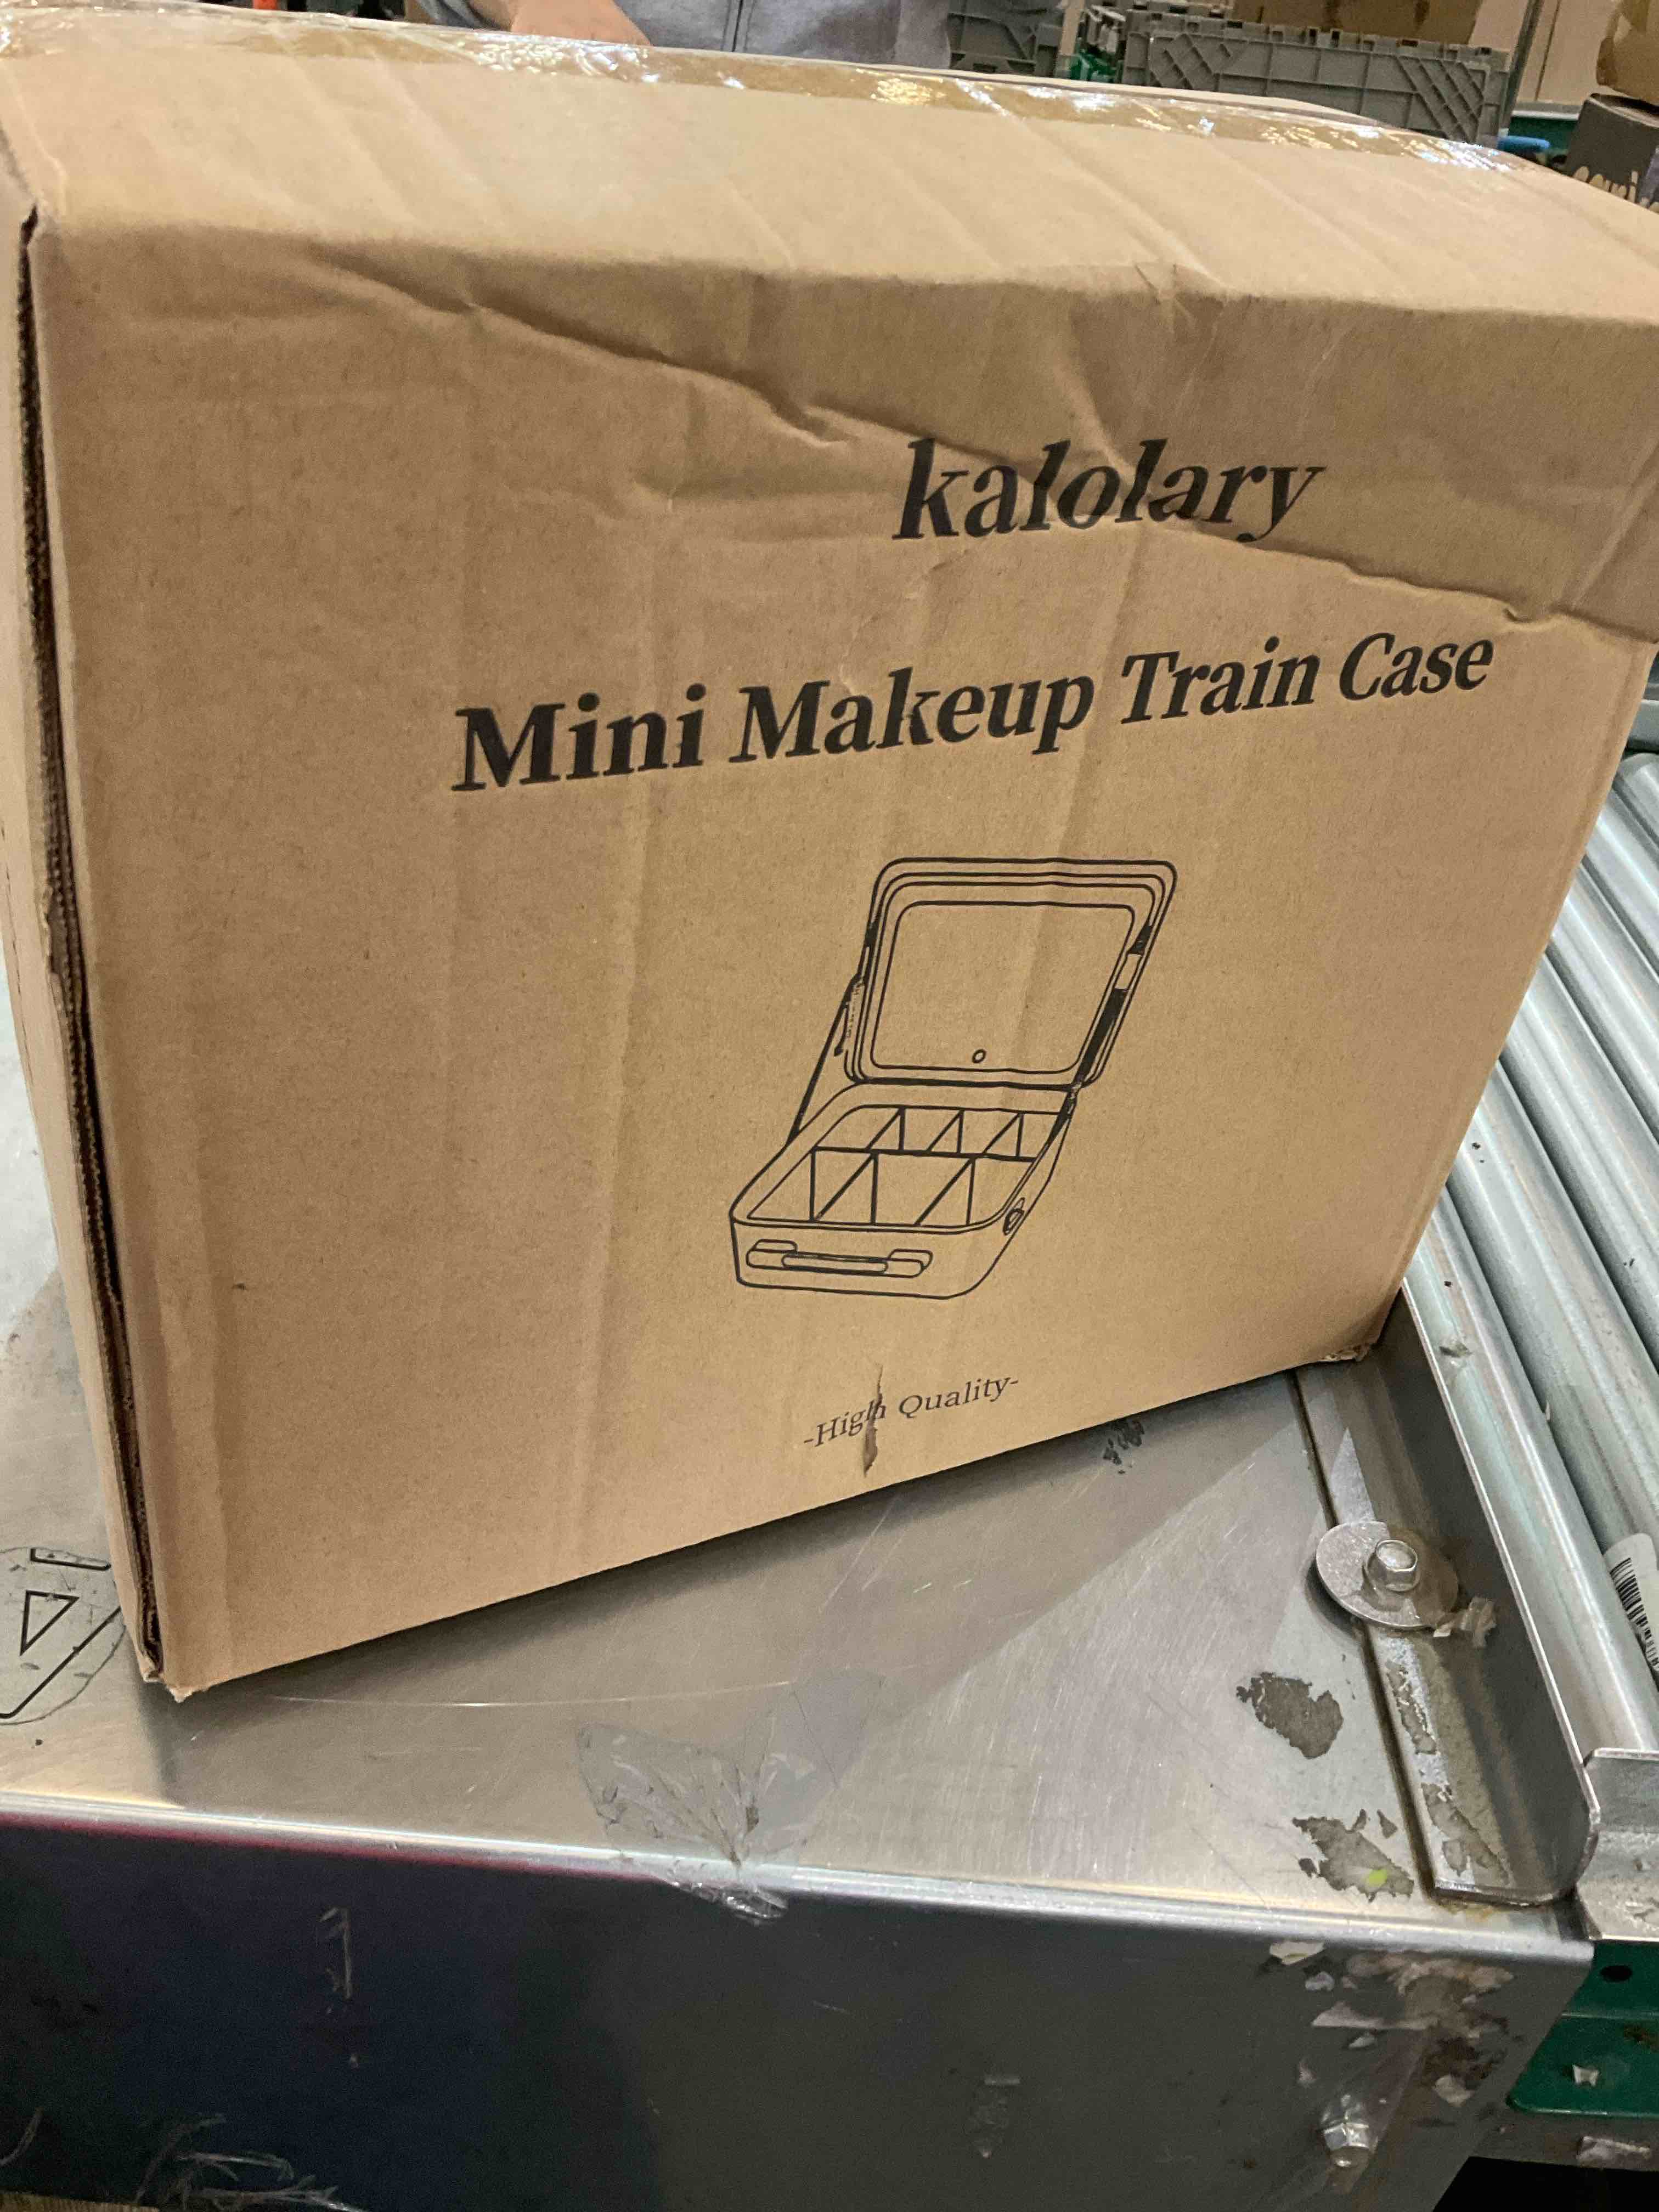 kalolary
Mini Makeup Train Case
-High Quality-